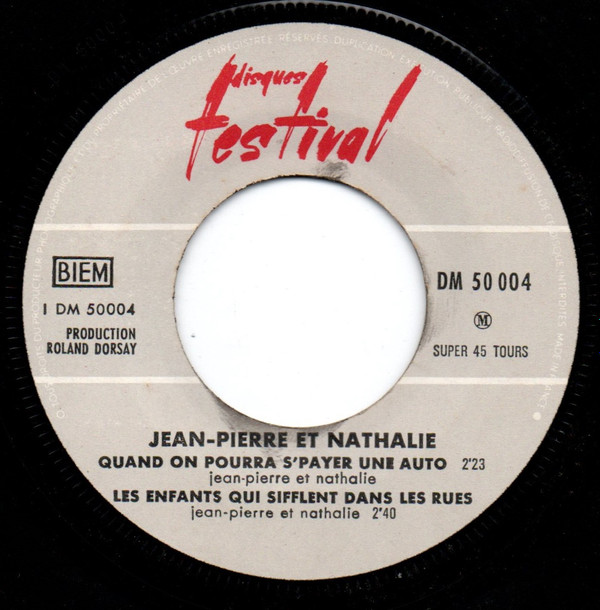 disques
festival
BIEM
1 DM 50004
PRODUCTION
ROLAND DORSAY
DM 50 004
M
SUPER 45 TOURS
JEAN-PIERRE ET NATHALIE
QUAND ON POURRA S'PAYER UNE AUTO 2'23
jean-pierre et nathalie
LES ENFANTS QUI SIFFLENT DANS LES RUES
jean-pierre et nathalie 2'40